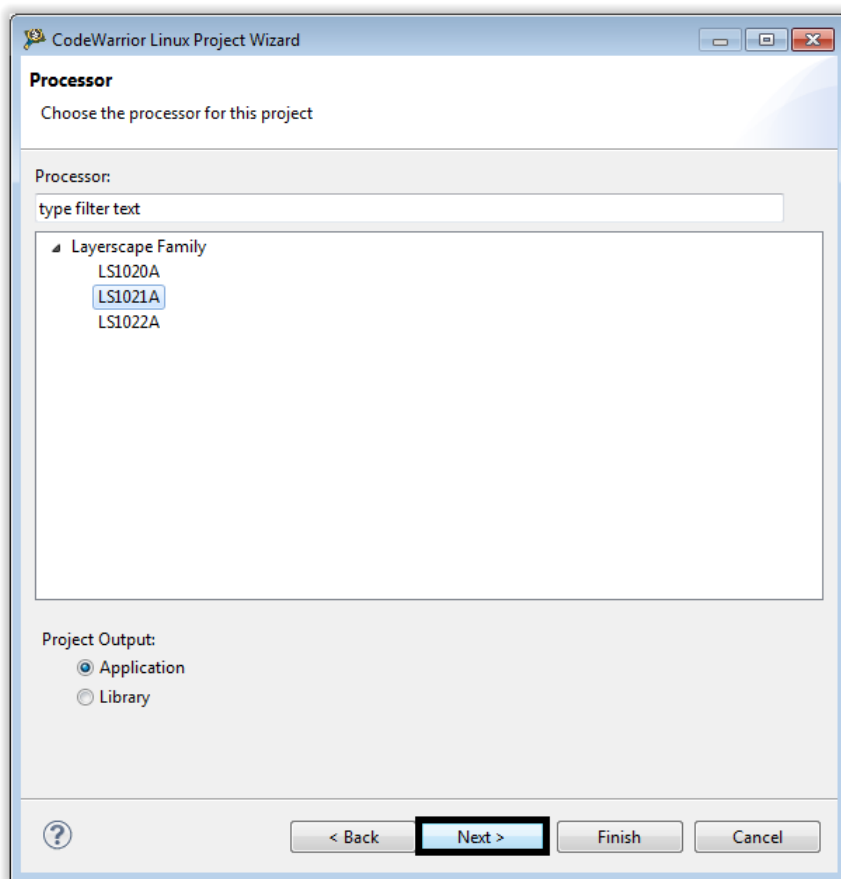 CodeWarrior Linux Project Wizard
Processor
Choose the processor for this project
Processor:
type filter text
Layerscape Family
LS1020A
LS1021A
LS1022A
Project Output:
Application
Library
?
< Back Next > Finish Cancel